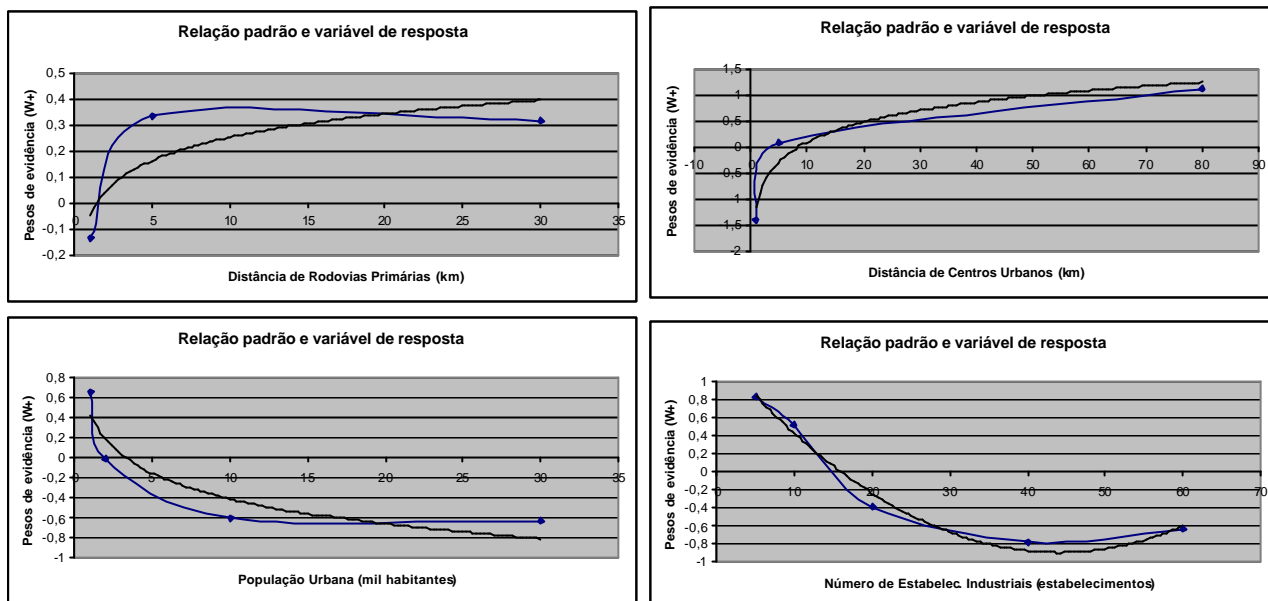 Relação padrão e variável de resposta
Pesos de evidência (W+)
0,5
0,4
0,3
0,2
0,1
0
-0,1
-0,2
0 5 10 15 20 25 30 35
Distância de Rodovias Primárias (km)
Relação padrão e variável de resposta
Pesos de evidência (W+)
1,5
1
0,5
0
-0,5
-1
-1,5
-2
-10 0 10 20 30 40 50 60 70 80 90
Distância de Centros Urbanos (km)
Relação padrão e variável de resposta
Pesos de evidência (W+)
0,8
0,6
0,4
0,2
0
-0,2
-0,4
-0,6
-0,8
-1
0 5 10 15 20 25 30 35
População Urbana (mil habitantes)
Relação padrão e variável de resposta
Pesos de evidência (W+)
1
0,8
0,6
0,4
0,2
0
-0,2
-0,4
-0,6
-0,8
-1
0 10 20 30 40 50 60 70
Número de Estabelec. Industriais (estabelecimentos)